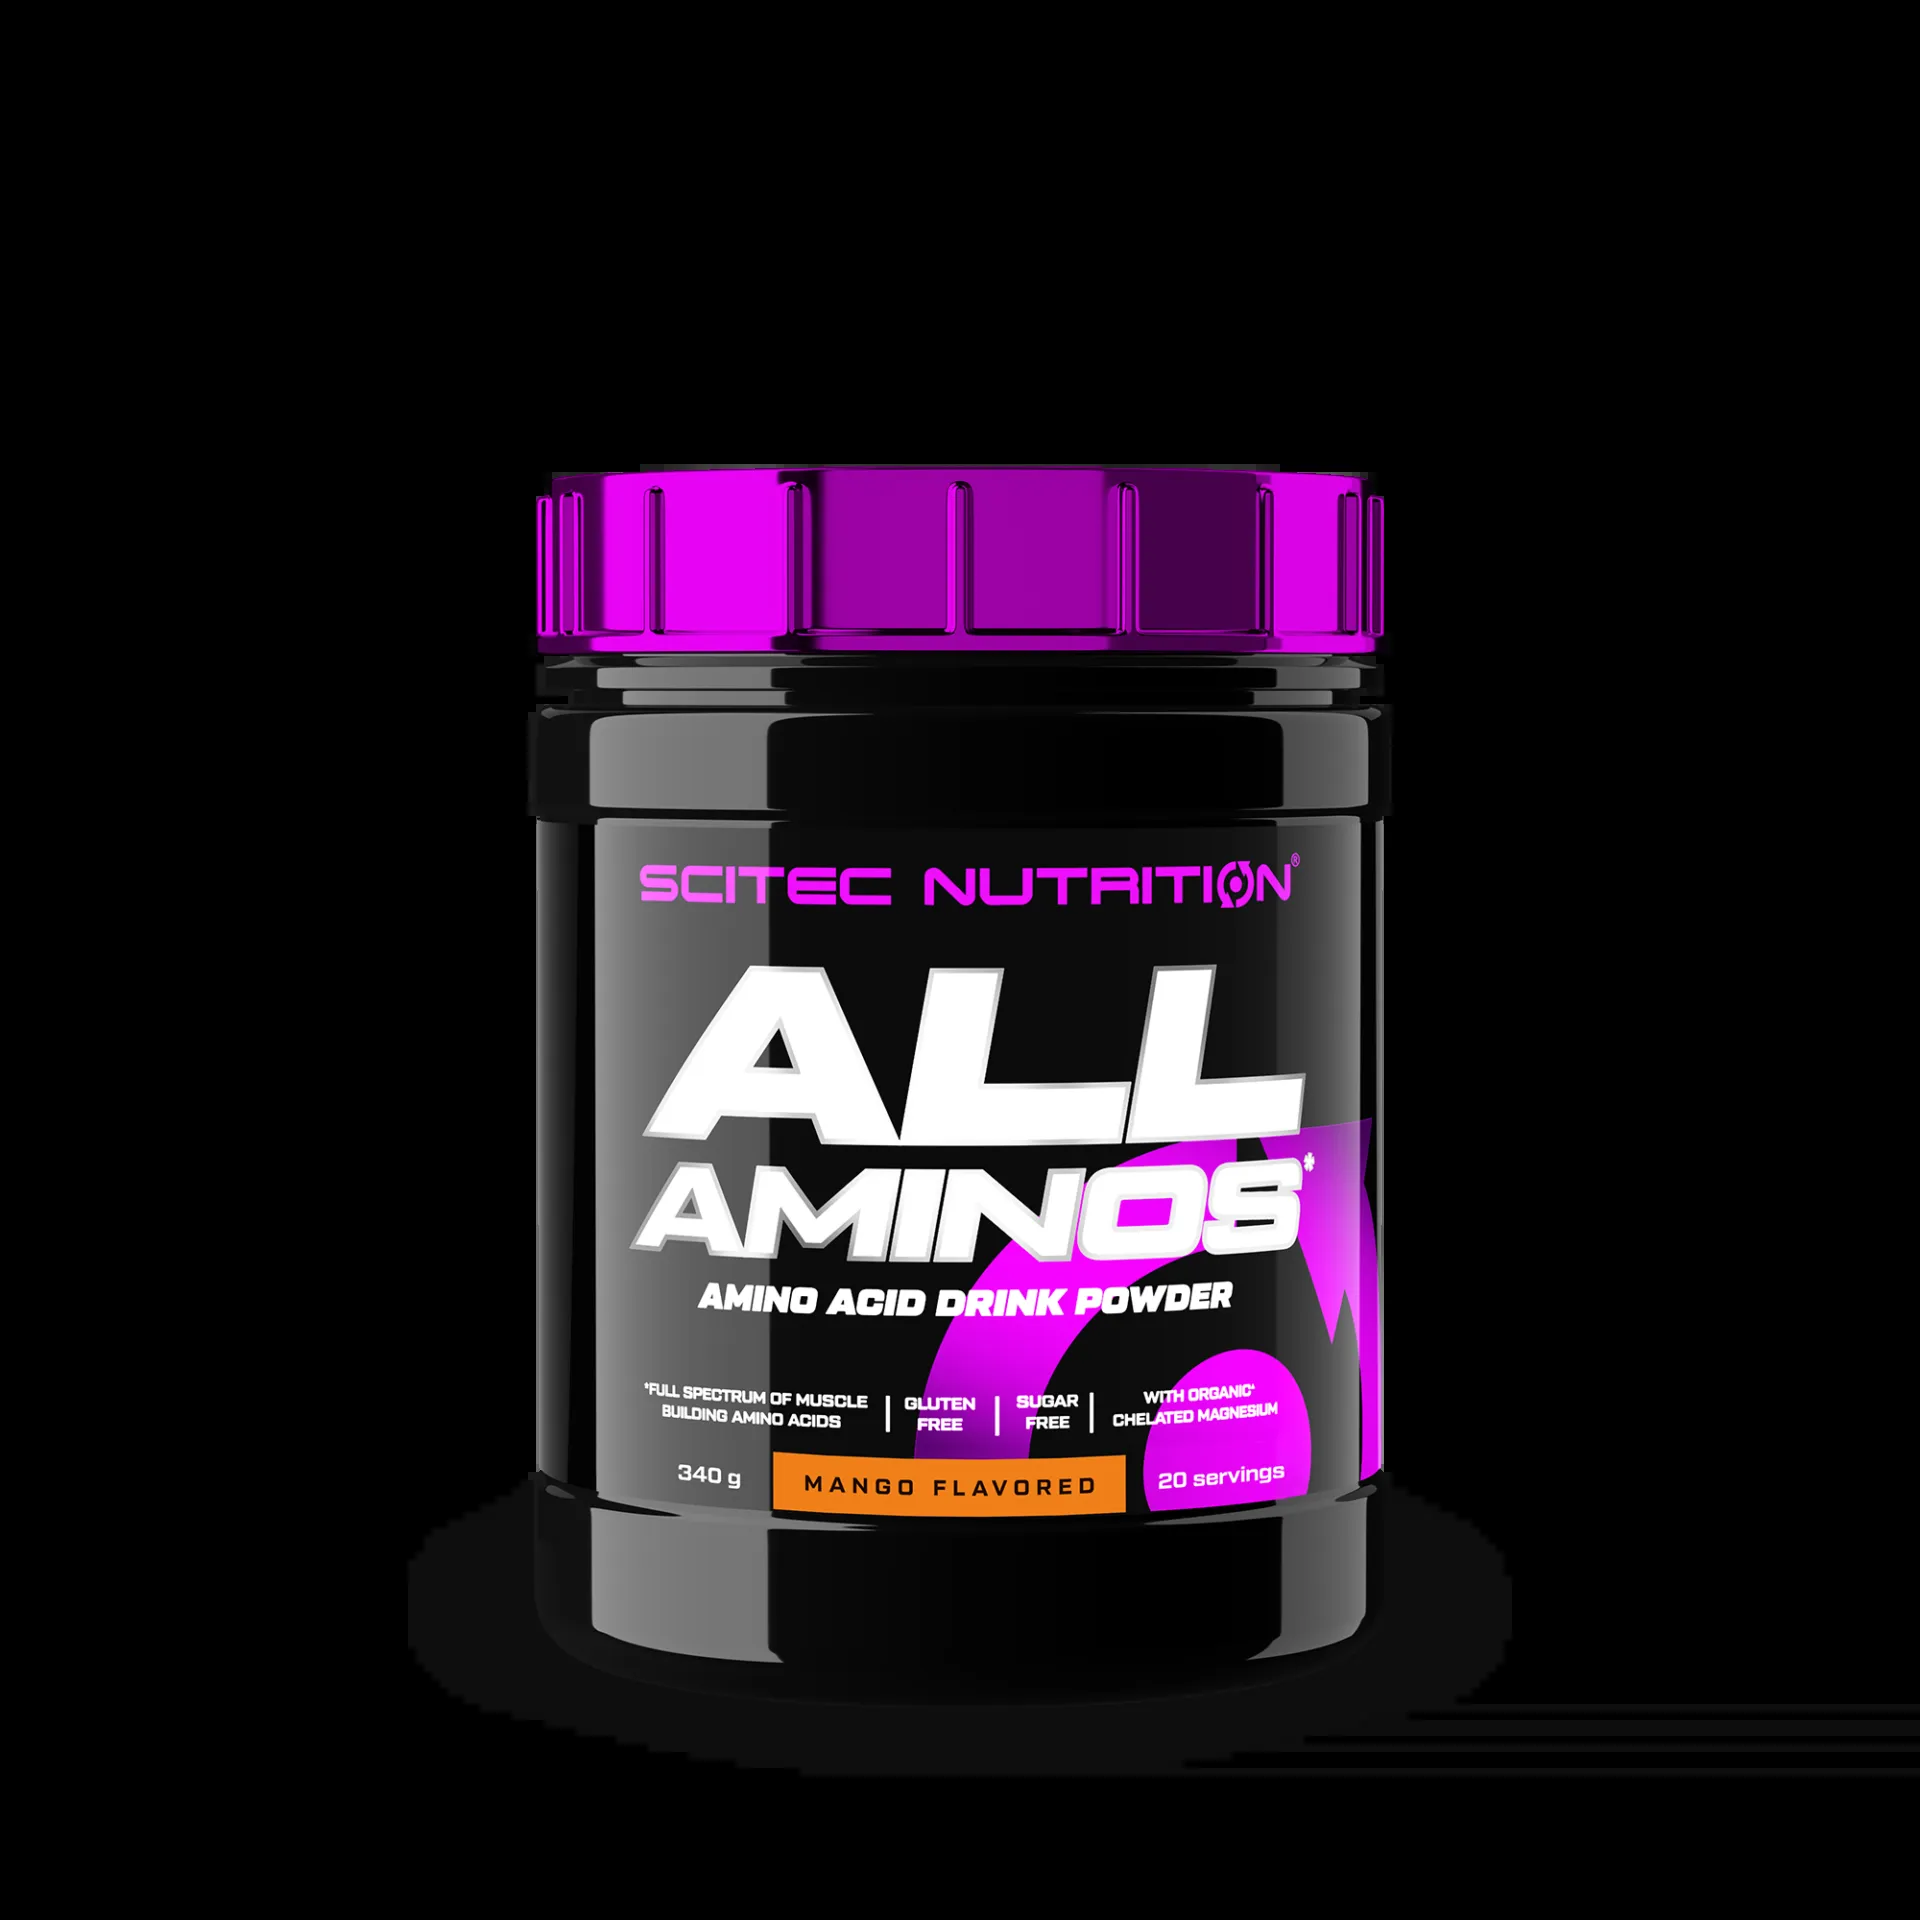 SCITEC NUTRITION®
ALL
AMINOS*
AMINO ACID DRINK POWDER
*FULL SPECTRUM OF MUSCLE
BUILDING AMINO ACIDS
GLUTEN
FREE
SUGAR
FREE
WITH ORGANIC▲
CHELATED MAGNESIUM
340 g
MANGO FLAVORED
20 servings